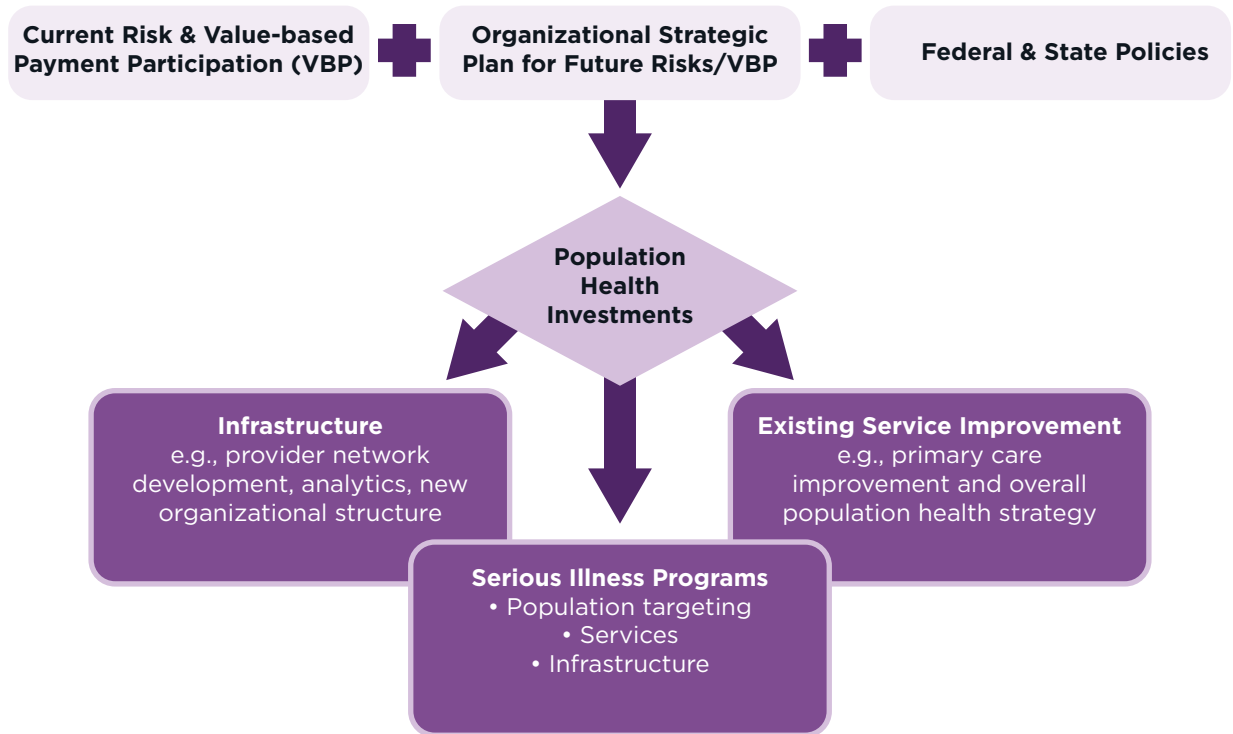 Current Risk & Value-based
Payment Participation (VBP)
Organizational Strategic
Plan for Future Risks/VBP
Federal & State Policies
Population
Health
Investments
Infrastructure
e.g., provider network
development, analytics, new
organizational structure
Existing Service Improvement
e.g., primary care
improvement and overall
population health strategy
Serious Illness Programs
• Population targeting
• Services
• Infrastructure